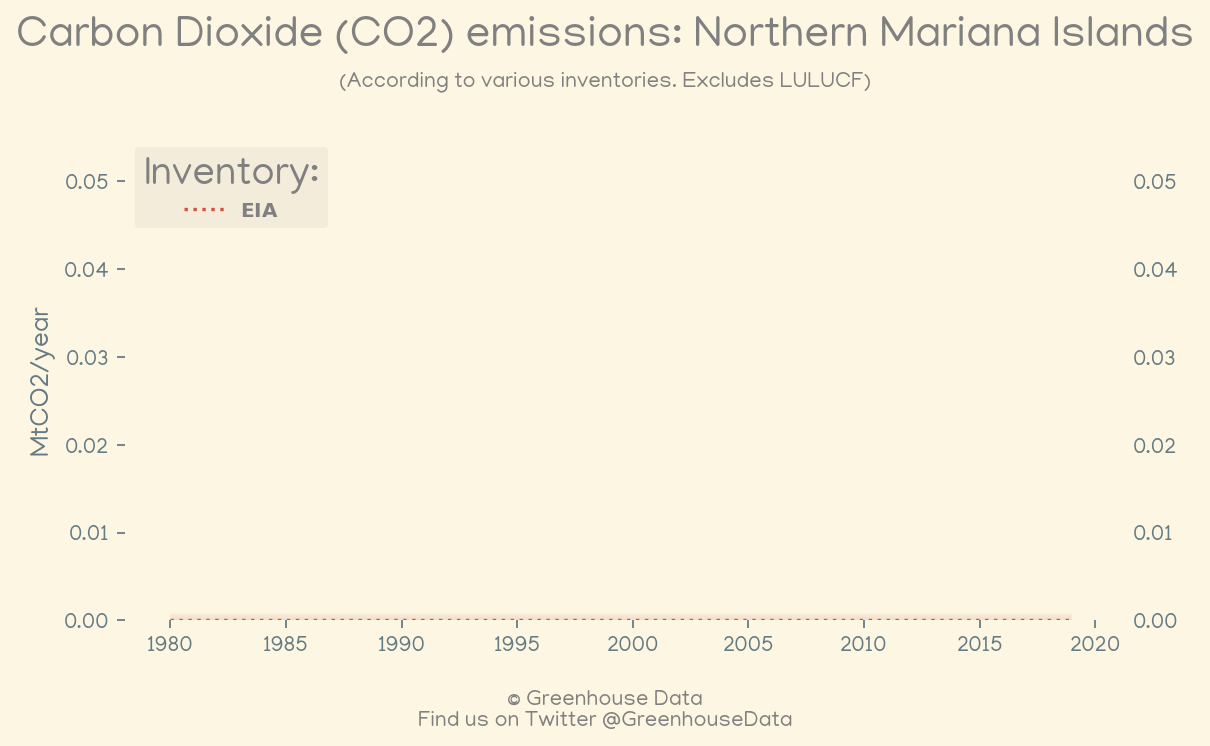 Carbon Dioxide (CO2) emissions: Northern Mariana Islands
(According to various inventories. Excludes LULUCF)
Inventory:
EIA
MtCO2/year
0.05
0.04
0.03
0.02
0.01
0.00
0.05
0.04
0.03
0.02
0.01
0.00
1980 1985 1990 1995 2000 2005 2010 2015 2020
© Greenhouse Data
Find us on Twitter @GreenhouseData